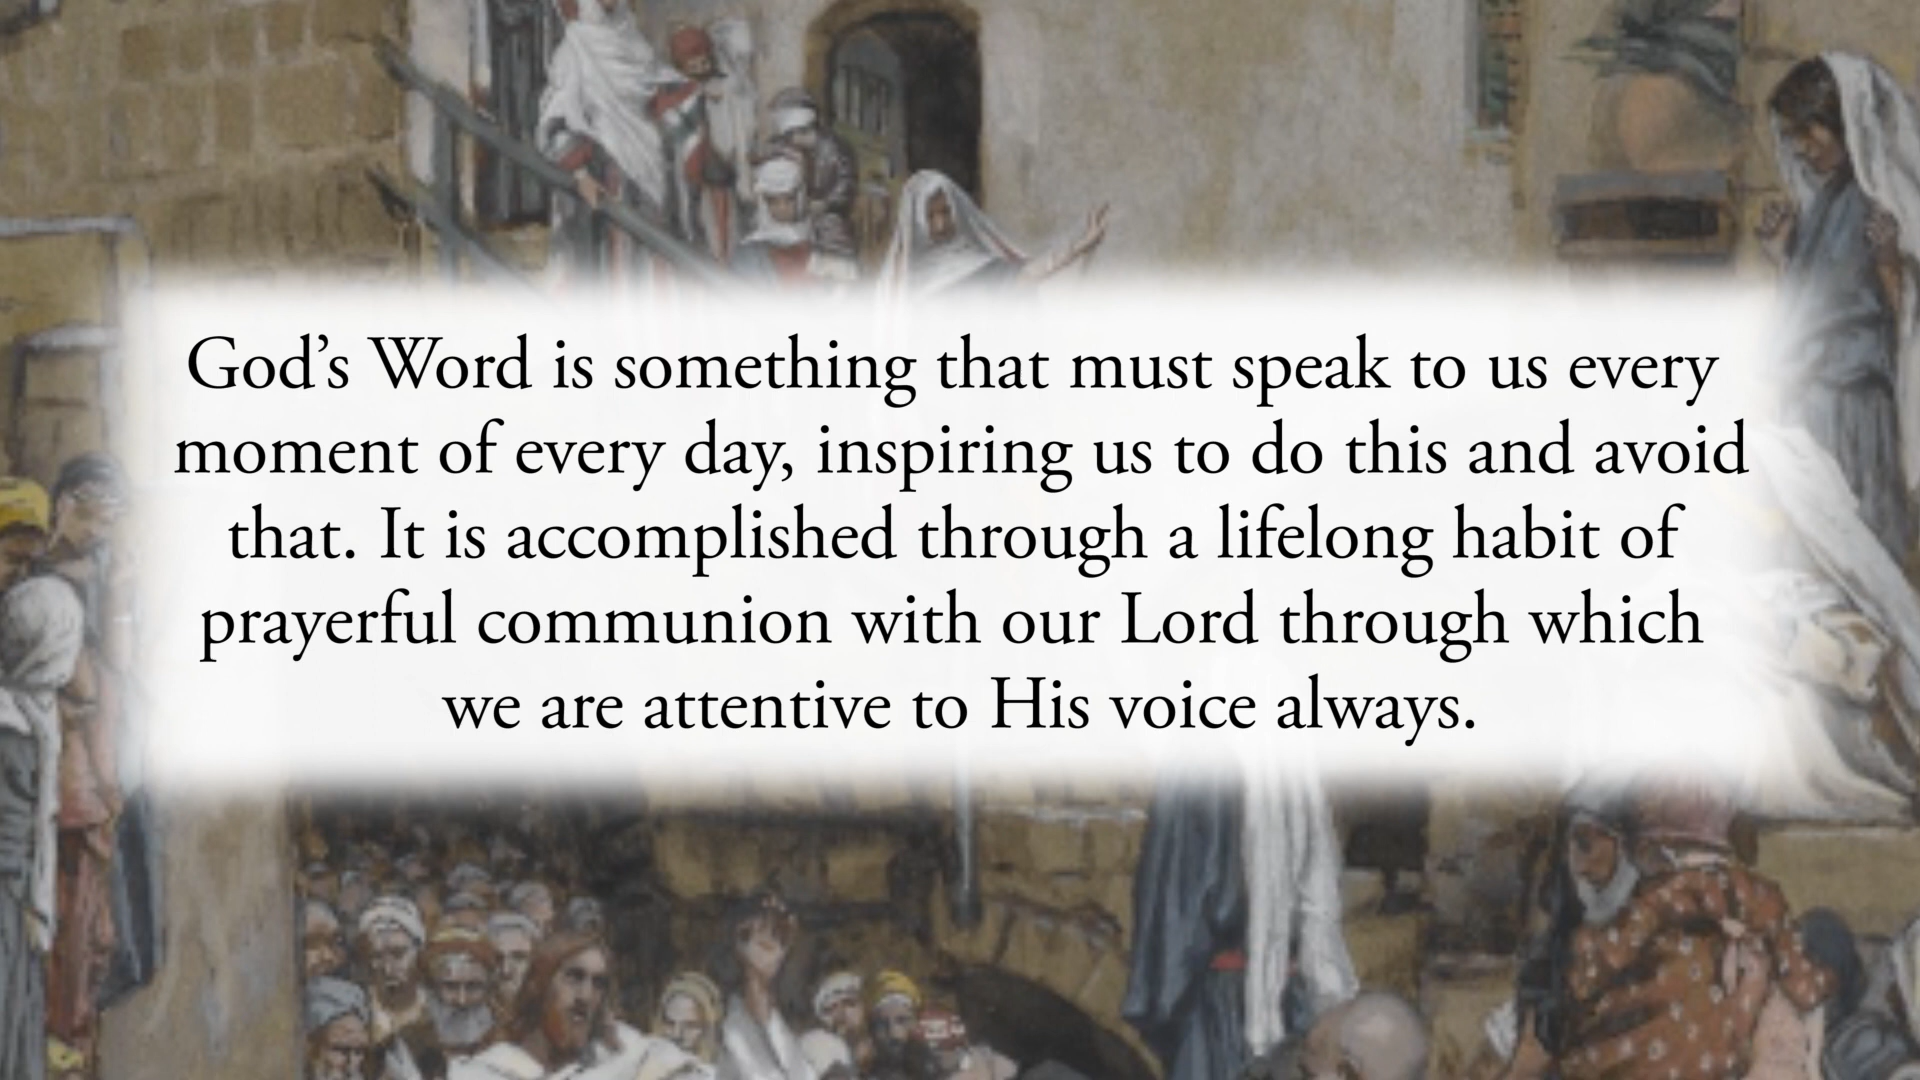 God’s Word is something that must speak to us every
moment of every day, inspiring us to do this and avoid
that. It is accomplished through a lifelong habit of
prayerful communion with our Lord through which
we are attentive to His voice always.